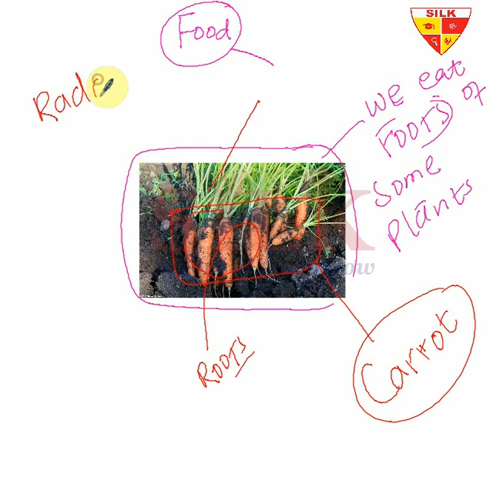 Food
SILK
Rad
We eat
ROOTS of
Some
Plants
ROOTS
Carrot